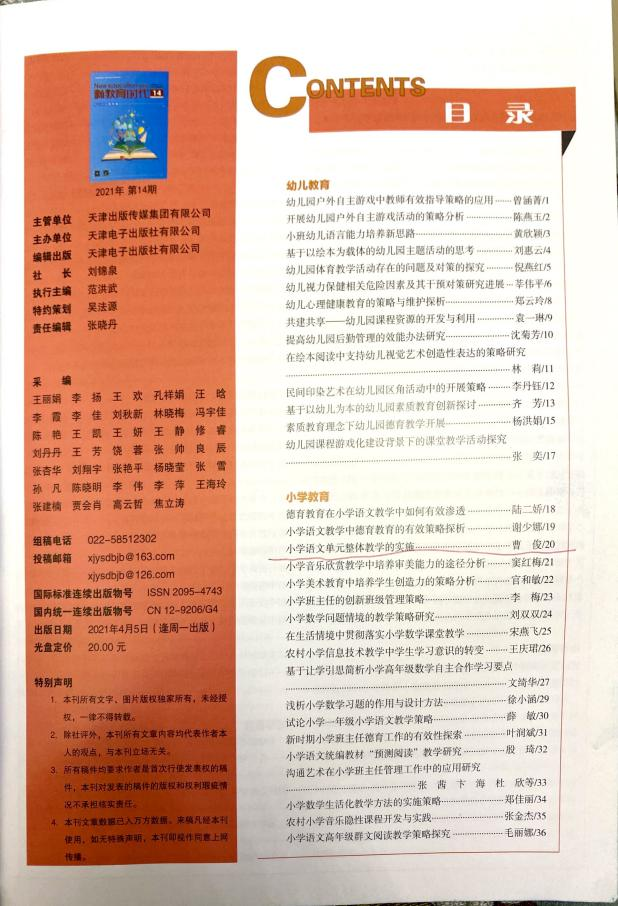 新教育时代
14
2021年 第14期
主管单位 天津出版传媒集团有限公司
主办单位 天津电子出版社有限公司
编辑出版 天津电子出版社有限公司
社 长 刘锦泉
执行主编 范洪武
特约策划 吴法源
责任编辑 张晓丹
采 编
王丽娟 李 扬 王 欢 孔祥娟 汪 晗
李 霞 李 佳 刘秋新 林晓梅 冯宇佳
陈 艳 王 凯 王 妍 王 静 修 睿
刘丹丹 王 芳 饶 蓉 张 帅 良 辰
张杏华 刘翔宇 张艳平 杨晓莹 张 雪
孙 凡 陈晓明 李 伟 李 萍 王海玲
张建楠 贾会肖 高云哲 焦立涛
组稿电话 022-58512302
投稿邮箱 xjysdbjb@163.com
xjysdbjb@126.com
国际标准连续出版物号 ISSN 2095-4743
国内统一连续出版物号 CN 12-9206/G4
出版日期 2021年4月5日（逢周一出版）
光盘定价 20.00 元
特别声明
1. 本刊所有文字、图片版权独家所有，未经授
权，一律不得转载。
2. 除社评外，本刊所有文章内容均代表作者本
人的观点，与本刊立场无关。
3. 所有稿件均要求作者是首次行使发表权的稿
件，本刊对发表的稿件的版权和权利瑕疵情
况不承担核实责任。
4. 本刊文章数据已入万方数据。来稿凡经本刊
使用，如无特殊声明，本刊即视作同意上网
传播。
CONTENTS
目 录
幼儿教育
幼儿园户外自主游戏中教师有效指导策略的应用……曾涵菁/1
开展幼儿园户外自主游戏活动的策略分析…………陈燕玉/2
小班幼儿语言能力培养新思路…………黄欣颖/3
基于以绘本为载体的幼儿园主题活动的思考…………刘惠云/4
幼儿园体育教学活动存在的问题及对策的探究…………倪燕红/5
幼儿视力保健相关危险因素及其干预对策研究进展…莘伟平/6
幼儿心理健康教育的策略与维护探析…………郑云玲/8
共建共享——幼儿园课程资源的开发与利用…………袁一琳/9
提高幼儿园后勤管理的效能办法研究…………沈菊芳/10
在绘本阅读中支持幼儿视觉艺术创造性表达的策略研究
…………林 莉/11
民间印染艺术在幼儿园区角活动中的开展策略…………李丹钰/12
基于以幼儿为本的幼儿园素质教育创新探讨…………齐 芳/13
素质教育理念下幼儿园德育教学开展…………杨洪娟/15
幼儿园课程游戏化建设背景下的课堂教学活动探究
…………张 奕/17
小学教育
德育教育在小学语文教学中如何有效渗透…………陆二娇/18
小学语文教学中德育教育的有效策略探析…………谢少娜/19
小学语文单元整体教学的实施…………曹 俊/20
小学音乐欣赏教学中培养审美能力的途径分析…………窦红梅/21
小学美术教育中培养学生创造力的策略分析…………官和敏/22
小学班主任的创新班级管理策略…………李 梅/23
小学数学问题情境的教学策略研究…………刘双双/24
在生活情境中贯彻落实小学数学课堂教学…………宋燕飞/25
农村小学信息技术教学中学生学习意识的转变…………王庆珺/26
基于让学引思简析小学高年级数学自主合作学习要点
…………文绮华/27
浅析小学数学习题的作用与设计方法…………徐小涵/29
试论小学一年级小学语文教学策略…………薛 敏/30
新时期小学班主任德育工作的有效性探索…………叶润斌/31
小学语文统编教材“预测阅读”教学研究…………殷 琦/32
沟通艺术在小学班主任管理工作中的应用研究
…………张 茜 卞 海 杜 欣等/33
小学数学生活化教学方法的实施策略…………郑佳丽/34
农村小学音乐隐性课程开发与实践…………张金杰/35
小学语文高年级群文阅读教学策略探究…………毛丽娜/36